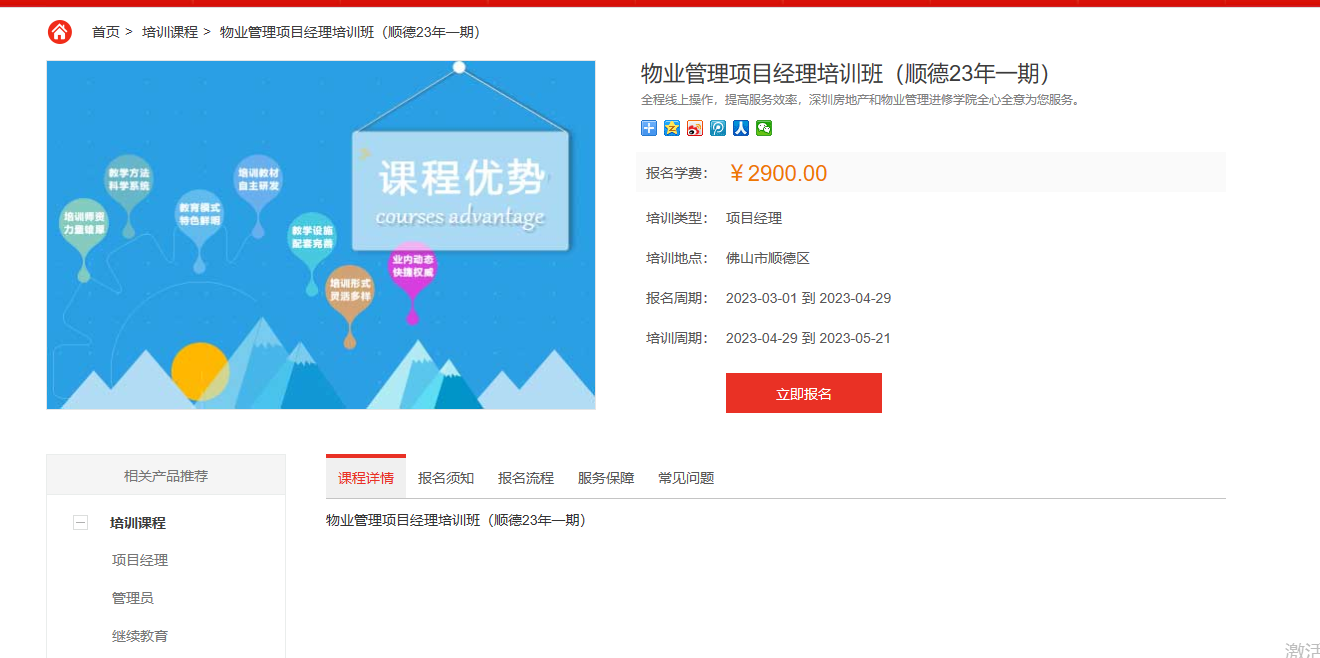 首页 > 培训课程 > 物业管理项目经理培训班（顺德23年一期）
课程优势
courses advantage
教学方法
科学系统
培训教材
自主研发
教育模式
特色鲜明
培训师资
力量雄厚
教学设施
配套完善
业内动态
快捷权威
培训形式
灵活多样
物业管理项目经理培训班（顺德23年一期）
全程线上操作，提高服务效率，深圳房地产和物业管理进修学院全心全意为您服务。
报名学费： ￥2900.00
培训类型： 项目经理
培训地点： 佛山市顺德区
报名周期： 2023-03-01 到 2023-04-29
培训周期： 2023-04-29 到 2023-05-21
立即报名
相关产品推荐
培训课程
项目经理
管理员
继续教育
课程详情 报名须知 报名流程 服务保障 常见问题
物业管理项目经理培训班（顺德23年一期）
激活